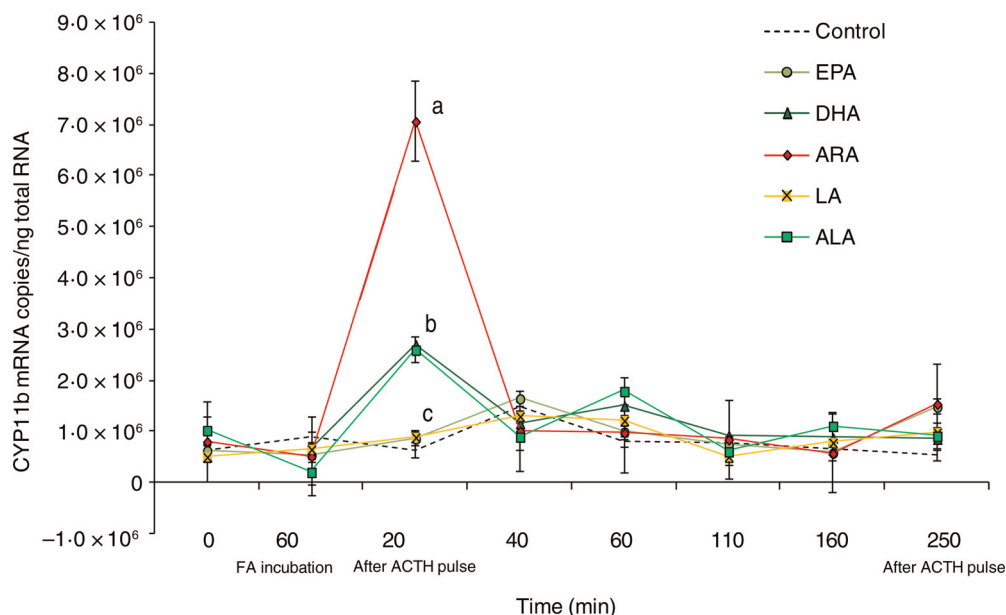 CYP11b mRNA copies/ng total RNA
9·0 × 10⁶
8·0 × 10⁶
7·0 × 10⁶
6·0 × 10⁶
5·0 × 10⁶
4·0 × 10⁶
3·0 × 10⁶
2·0 × 10⁶
1·0 × 10⁶
0
–1·0 × 10⁶
a
b
c
Control
EPA
DHA
ARA
LA
ALA
0 60 20 40 60 110 160 250
FA incubation After ACTH pulse After ACTH pulse
Time (min)